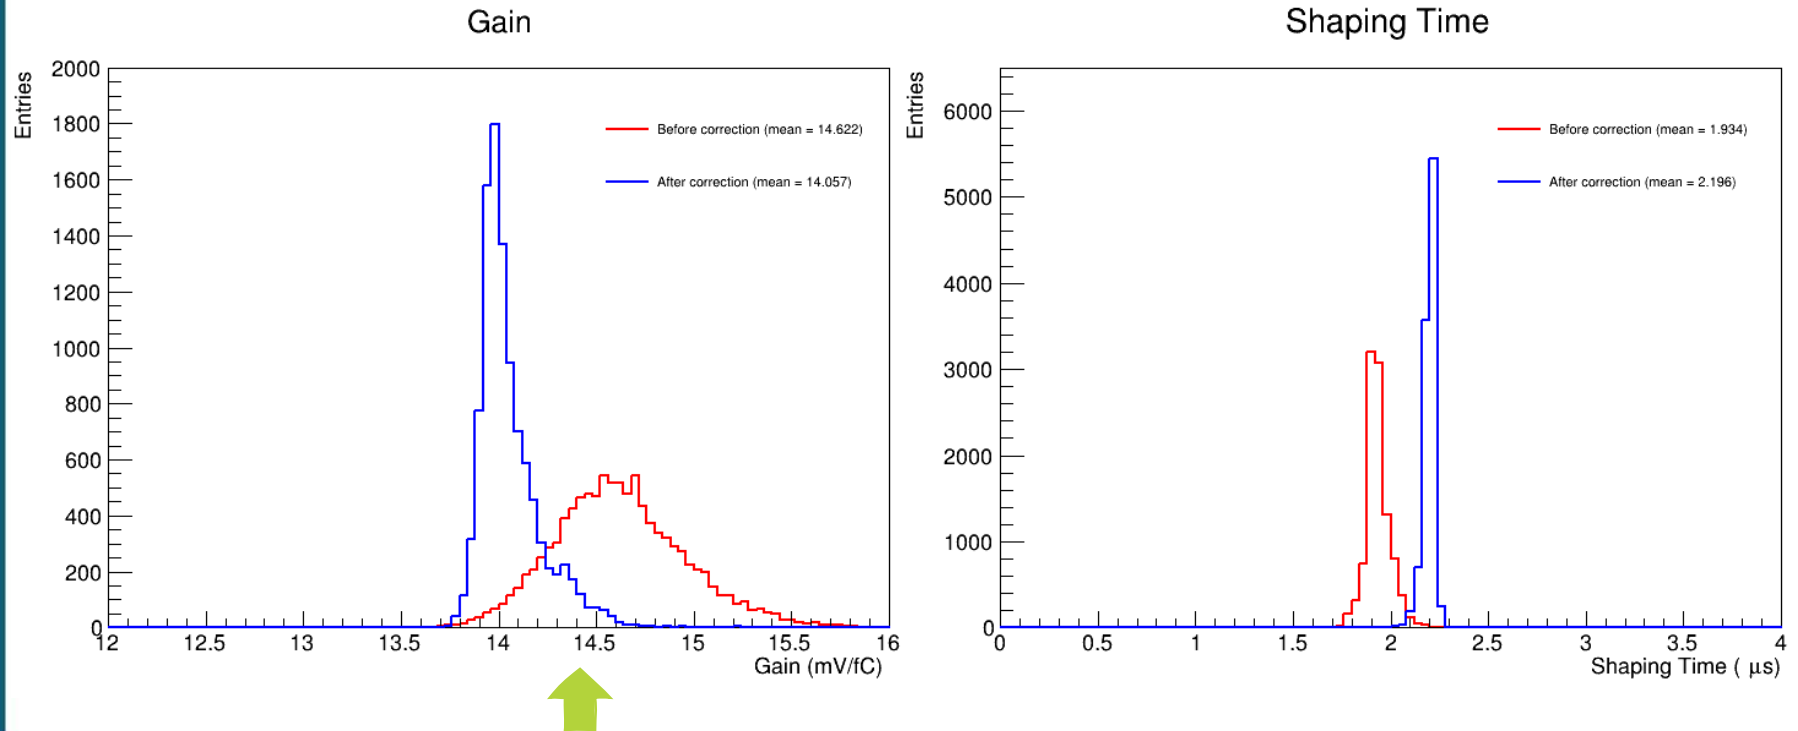 Gain
Entries
2000
1800
1600
1400
1200
1000
800
600
400
200
0
Before correction (mean = 14.622)
After correction (mean = 14.057)
12 12.5 13 13.5 14 14.5 15 15.5 16
Gain (mV/fC)
Shaping Time
Entries
6000
5000
4000
3000
2000
1000
0
Before correction (mean = 1.934)
After correction (mean = 2.196)
0 0.5 1 1.5 2 2.5 3 3.5 4
Shaping Time ( μs)